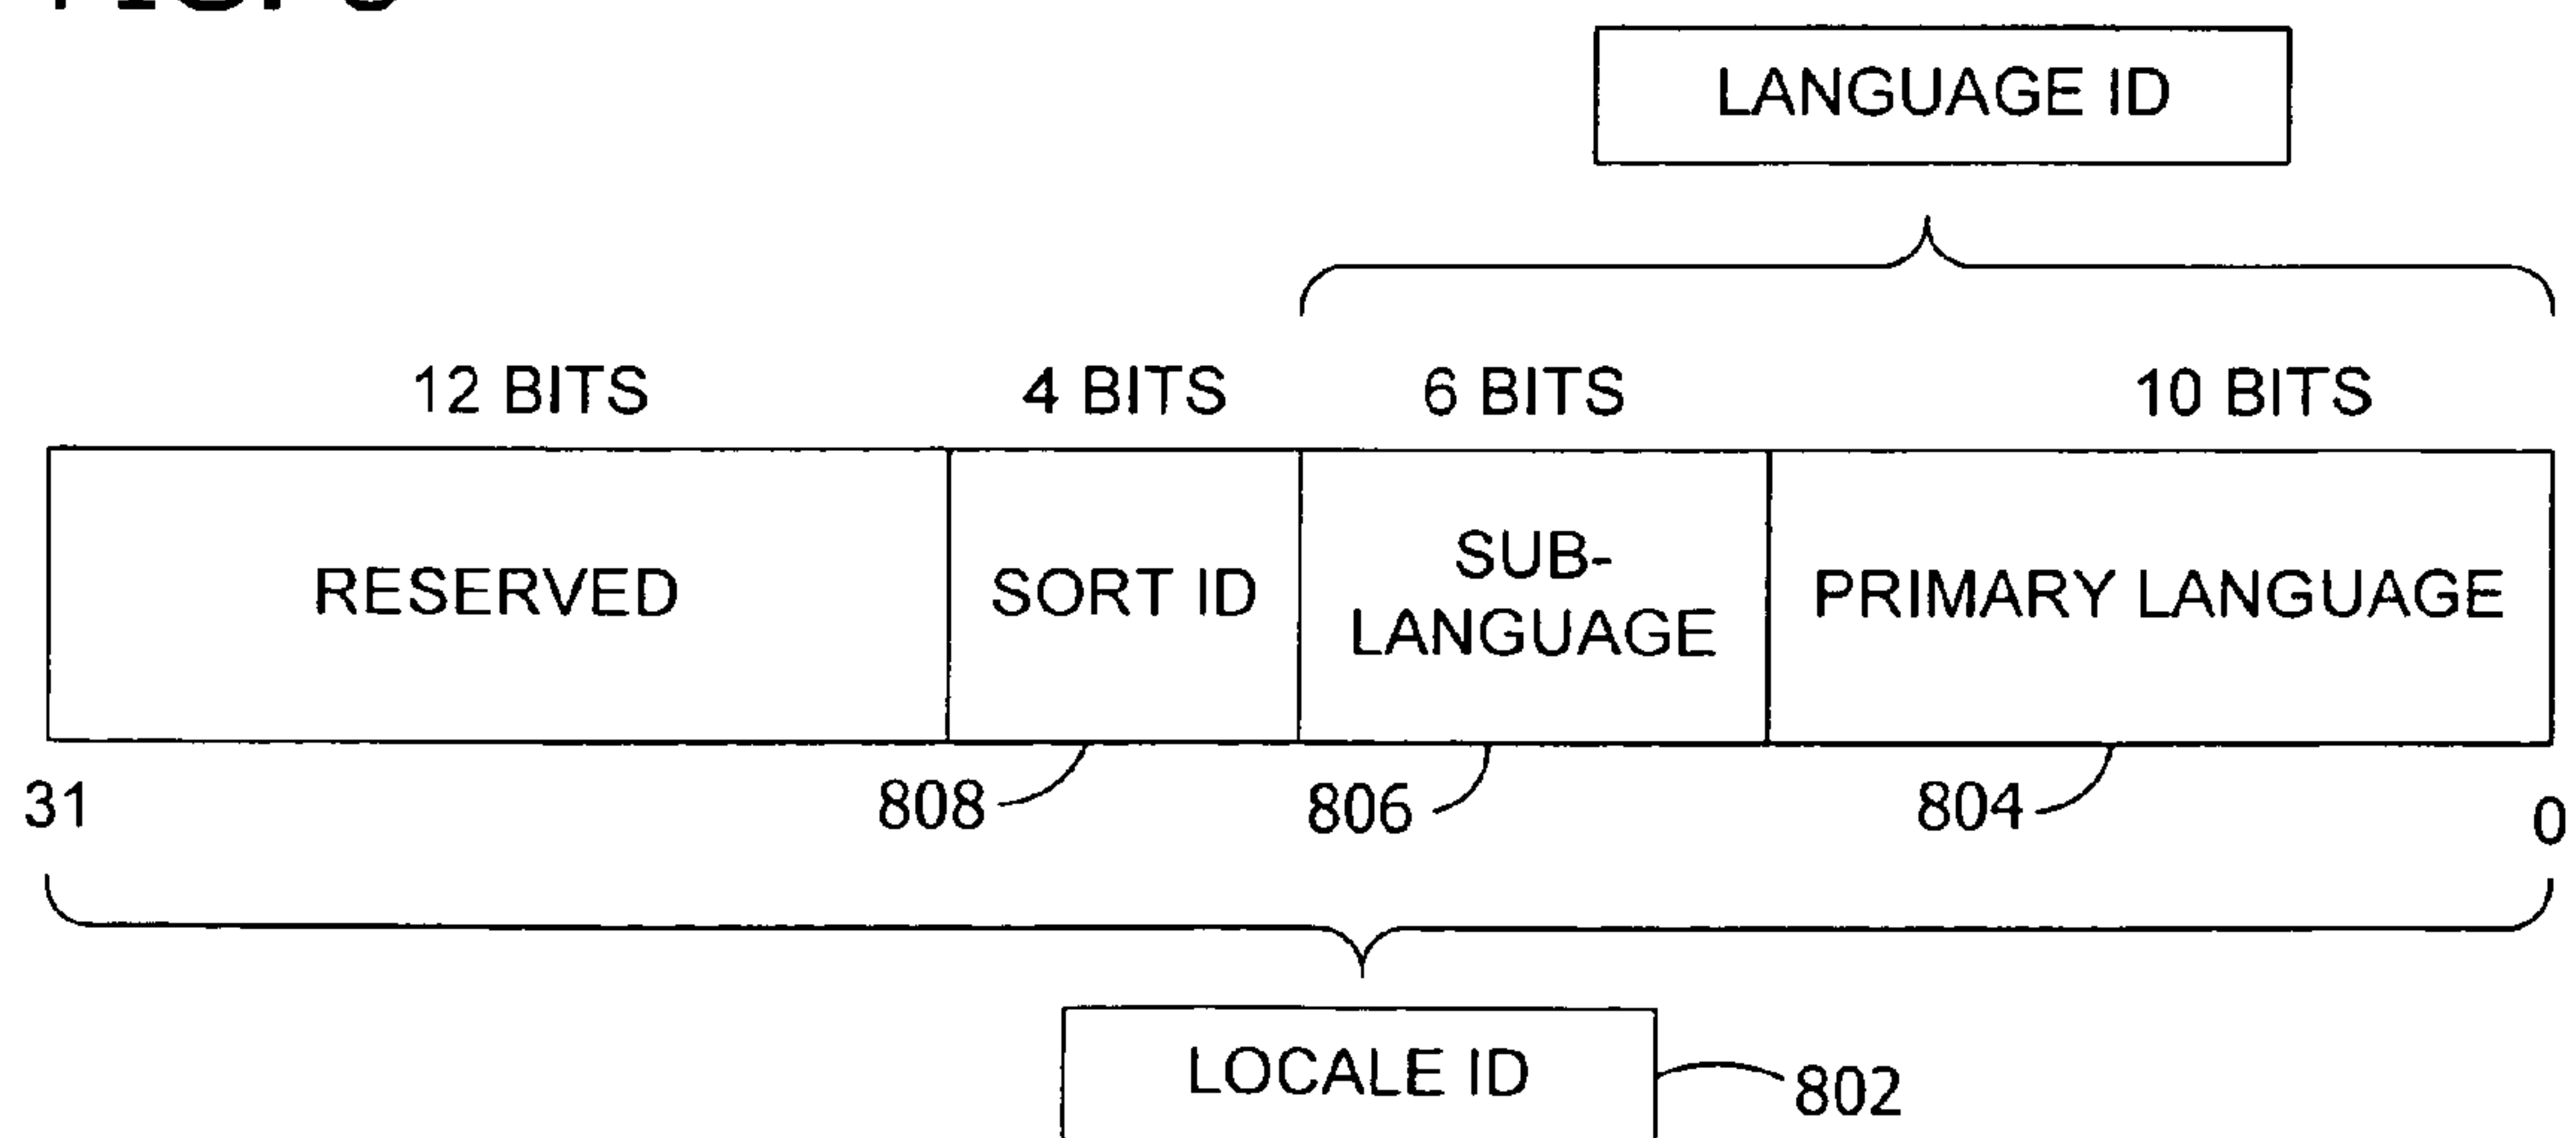 LANGUAGE ID
12 BITS 4 BITS 6 BITS 10 BITS
RESERVED
SORT ID
SUB-
LANGUAGE
PRIMARY LANGUAGE
31 808 806 804 0
LOCALE ID
802